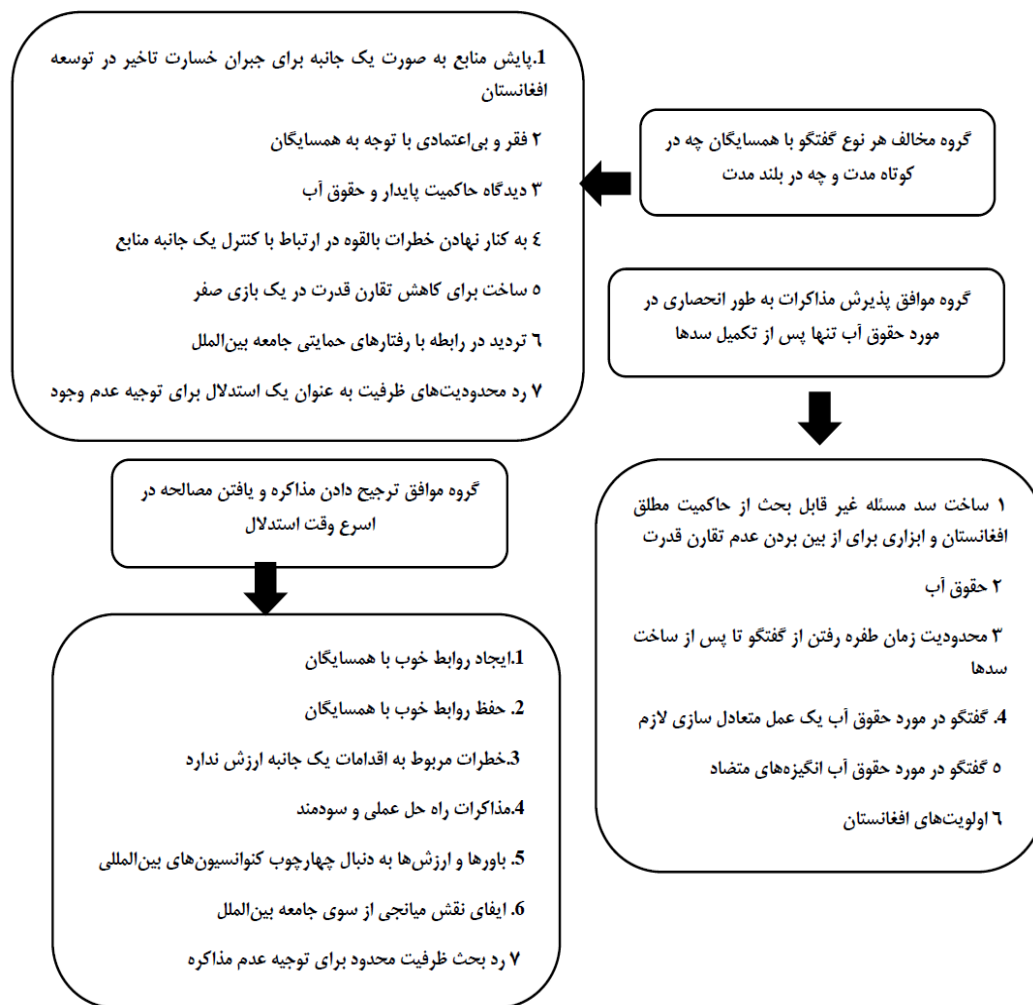 گروه مخالف هر نوع گفتگو با همسایگان چه در
کوتاه مدت و چه در بلند مدت
1.پایش منابع به صورت یک جانبه برای جبران خسارت تاخیر در توسعه
افغانستان
۲ فقر و بی‌اعتمادی با توجه به همسایگان
۳ دیدگاه حاکمیت پایدار و حقوق آب
٤ به کنار نهادن خطرات بالقوه در ارتباط با کنترل یک جانبه منابع
٥ ساخت برای کاهش تقارن قدرت در یک بازی صفر
٦ تردید در رابطه با رفتارهای حمایتی جامعه بین‌الملل
۷ رد محدودیت‌های ظرفیت به عنوان یک استدلال برای توجیه عدم وجود
گروه موافق پذیرش مذاکرات به طور انحصاری در
مورد حقوق آب تنها پس از تکمیل سدها
۱ ساخت سد مسئله غیر قابل بحث از حاکمیت مطلق
افغانستان و ابزاری برای از بین بردن عدم تقارن قدرت
۲ حقوق آب
۳ محدودیت زمان طفره رفتن از گفتگو تا پس از ساخت
سدها
4. گفتگو در مورد حقوق آب یک عمل متعادل سازی لازم
٥ گفتگو در مورد حقوق آب انگیزه‌های متضاد
٦ اولویت‌های افغانستان
گروه موافق ترجیح دادن مذاکره و یافتن مصالحه در
اسرع وقت استدلال
1.ایجاد روابط خوب با همسایگان
2. حفظ روابط خوب با همسایگان
3.خطرات مربوط به اقدامات یک جانبه ارزش ندارد
4.مذاکرات راه حل عملی و سودمند
5. باورها و ارزش‌ها به دنبال چهارچوب کنوانسیون‌های بین‌المللی
6. ایفای نقش میانجی از سوی جامعه بین‌الملل
۷ رد بحث ظرفیت محدود برای توجیه عدم مذاکره